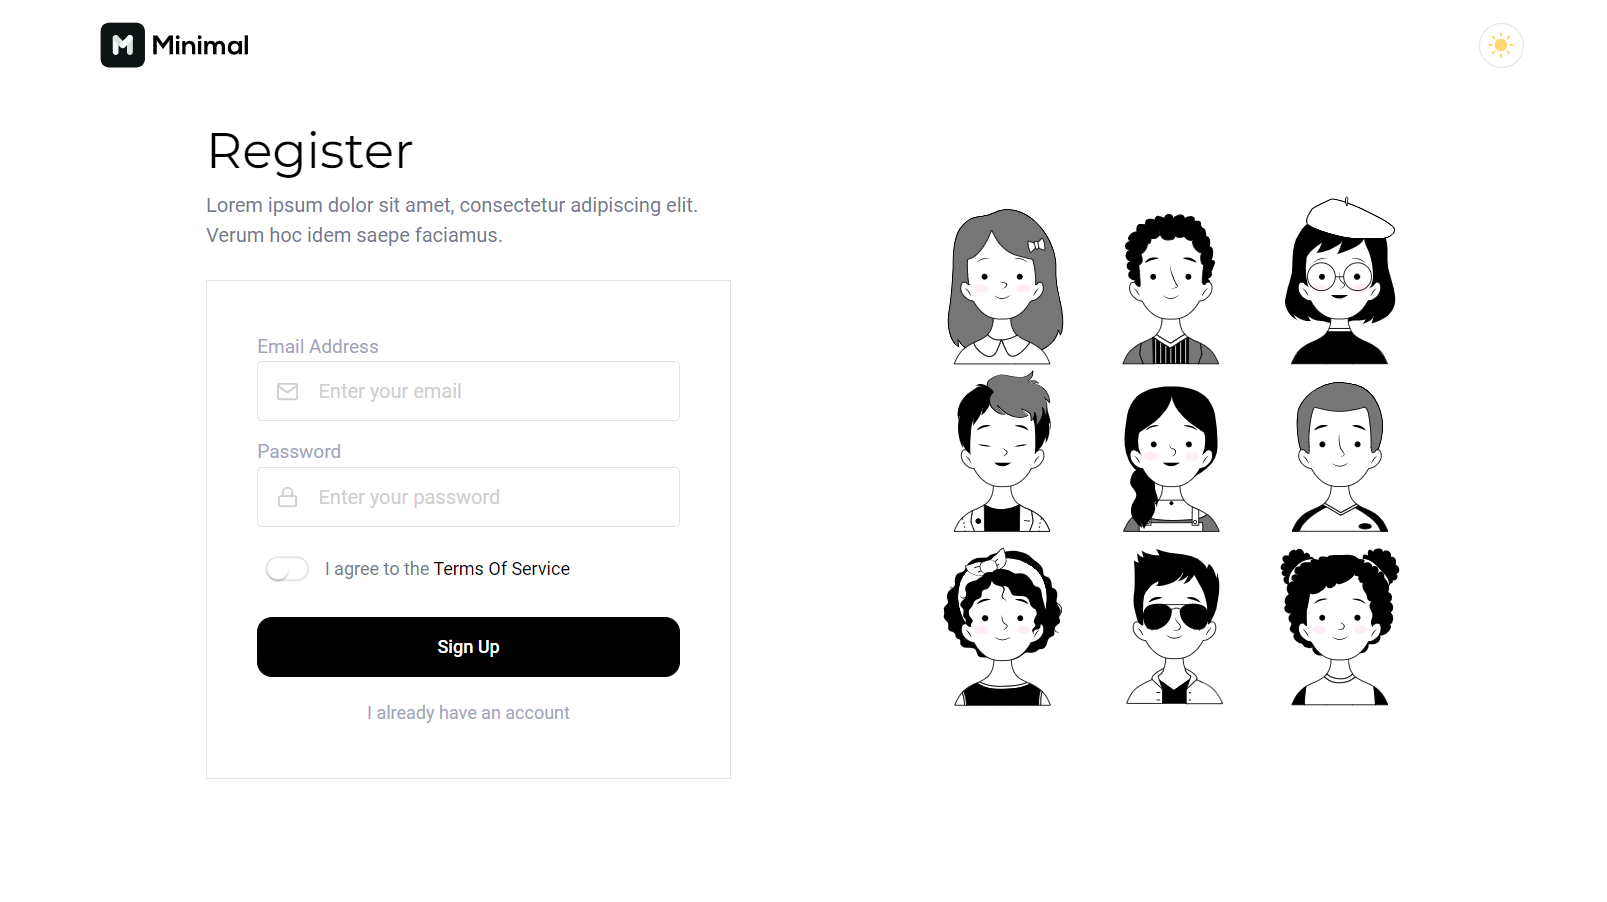 Minimal
Register
Lorem ipsum dolor sit amet, consectetur adipiscing elit.
Verum hoc idem saepe faciamus.
Email Address
Enter your email
Password
Enter your password
I agree to the Terms Of Service
Sign Up
I already have an account